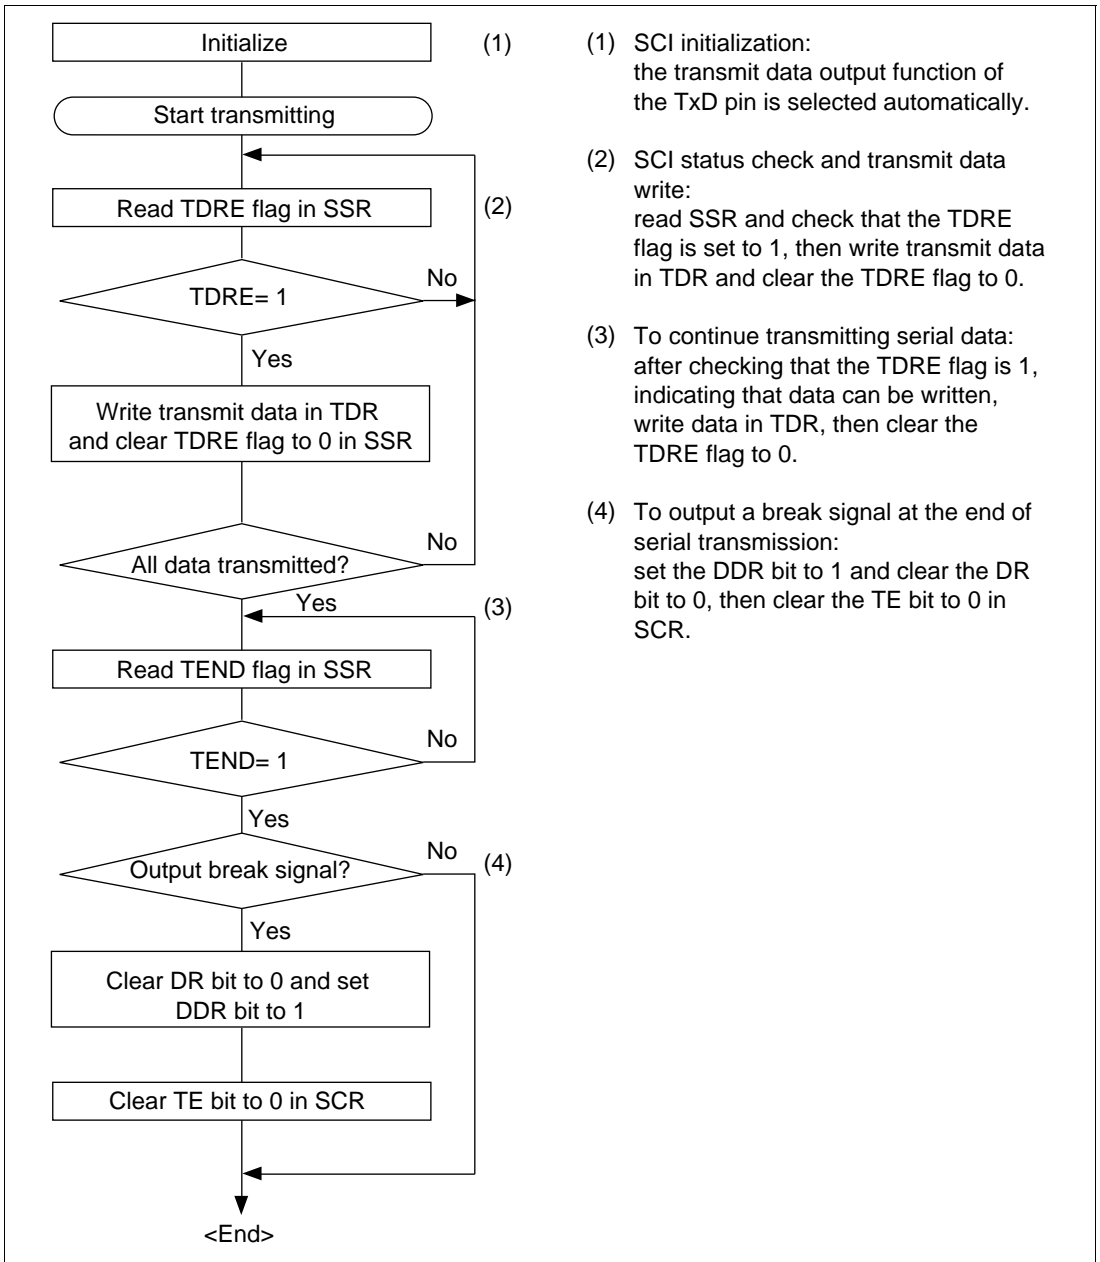 Initialize
(1)
Start transmitting
Read TDRE flag in SSR
(2)
TDRE= 1
No
Yes
Write transmit data in TDR
and clear TDRE flag to 0 in SSR
All data transmitted?
No
Yes
(3)
Read TEND flag in SSR
TEND= 1
No
Yes
Output break signal?
No
(4)
Yes
Clear DR bit to 0 and set
DDR bit to 1
Clear TE bit to 0 in SCR
<End>
(1) SCI initialization:
the transmit data output function of
the TxD pin is selected automatically.
(2) SCI status check and transmit data
write:
read SSR and check that the TDRE
flag is set to 1, then write transmit data
in TDR and clear the TDRE flag to 0.
(3) To continue transmitting serial data:
after checking that the TDRE flag is 1,
indicating that data can be written,
write data in TDR, then clear the
TDRE flag to 0.
(4) To output a break signal at the end of
serial transmission:
set the DDR bit to 1 and clear the DR
bit to 0, then clear the TE bit to 0 in
SCR.